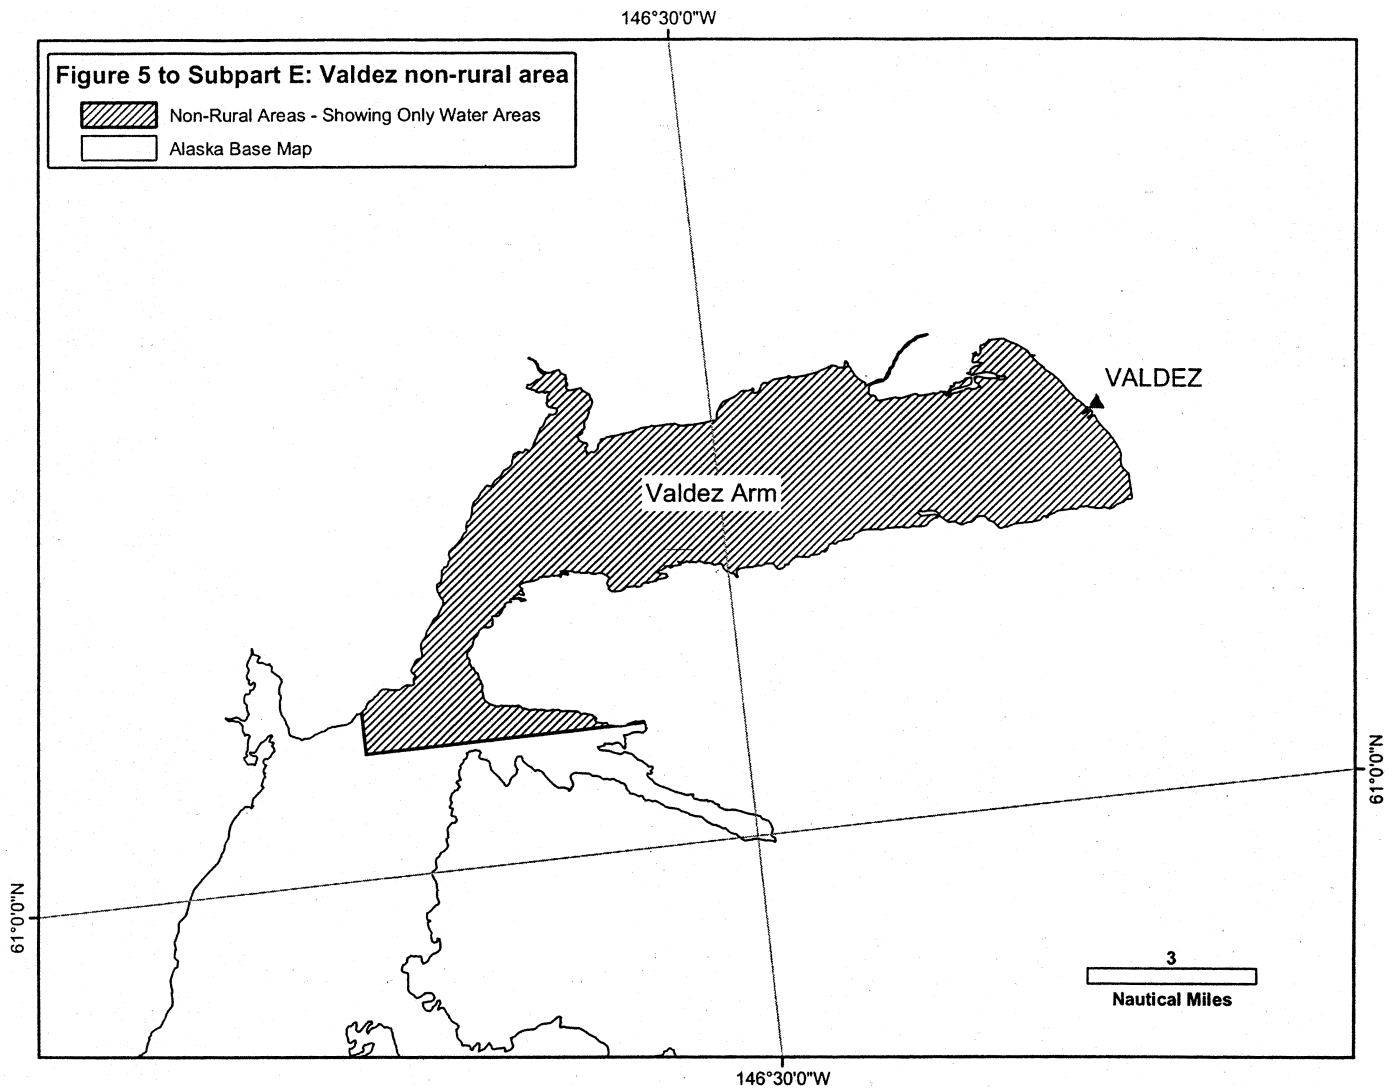 146°30'0"W
Figure 5 to Subpart E: Valdez non-rural area
Non-Rural Areas - Showing Only Water Areas
Alaska Base Map
VALDEZ
Valdez Arm
61°0'0"N
61°0'0"N
3
Nautical Miles
146°30'0"W